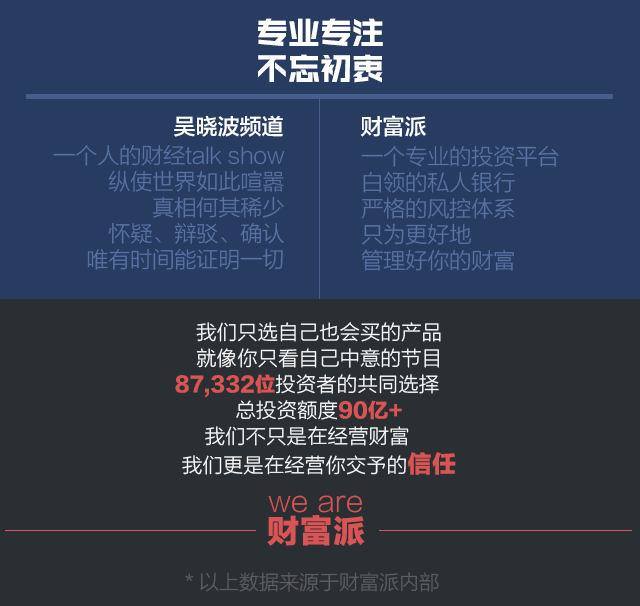 专业专注
不忘初衷
吴晓波频道
一个人的财经talk show
纵使世界如此喧嚣
真相何其稀少
怀疑、辩驳、确认
唯有时间能证明一切
财富派
一个专业的投资平台
白领的私人银行
严格的风控体系
只为更好地
管理好你的财富
我们只选自己也会买的产品
就像你只看自己中意的节目
87,332位投资者的共同选择
总投资额度90亿+
我们不只是在经营财富
我们更是在经营你交予的信任
we are
财富派
* 以上数据来源于财富派内部